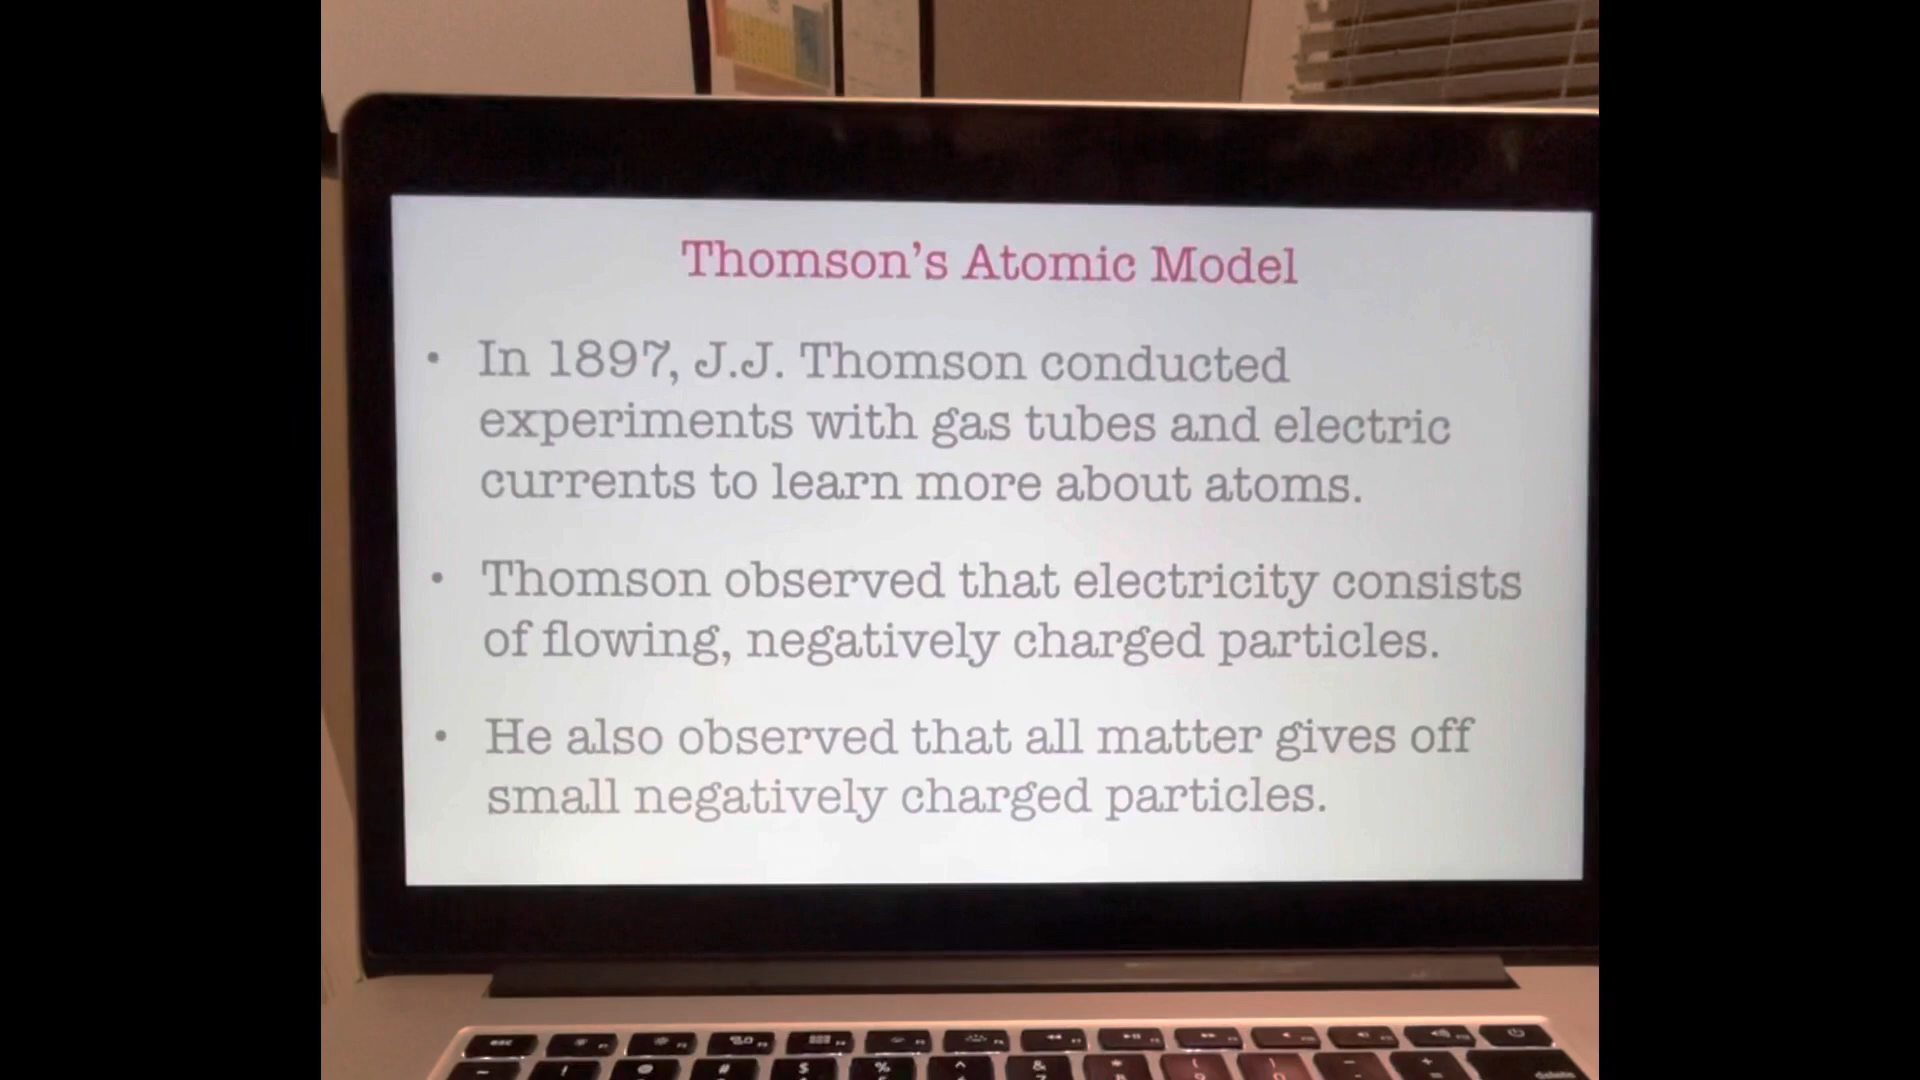 Thomson's Atomic Model
• In 1897, J.J. Thomson conducted
experiments with gas tubes and electric
currents to learn more about atoms.
• Thomson observed that electricity consists
of flowing, negatively charged particles.
• He also observed that all matter gives off
small negatively charged particles.
esc
delete